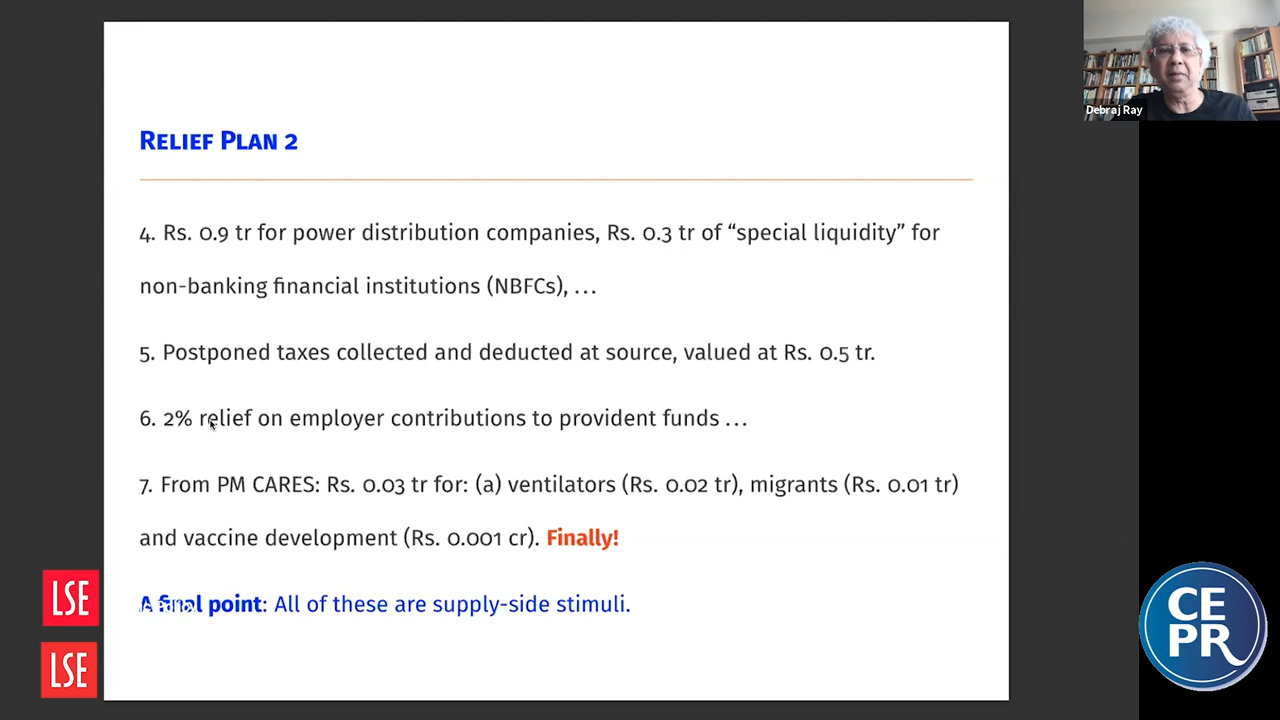 RELIEF PLAN 2
4. Rs. 0.9 tr for power distribution companies, Rs. 0.3 tr of “special liquidity” for
non-banking financial institutions (NBFCs), ...
5. Postponed taxes collected and deducted at source, valued at Rs. 0.5 tr.
6. 2% relief on employer contributions to provident funds ...
7. From PM CARES: Rs. 0.03 tr for: (a) ventilators (Rs. 0.02 tr), migrants (Rs. 0.01 tr)
and vaccine development (Rs. 0.001 cr). Finally!
A final point: All of these are supply-side stimuli.
Debraj Ray
LSE
LSE
CE
PR